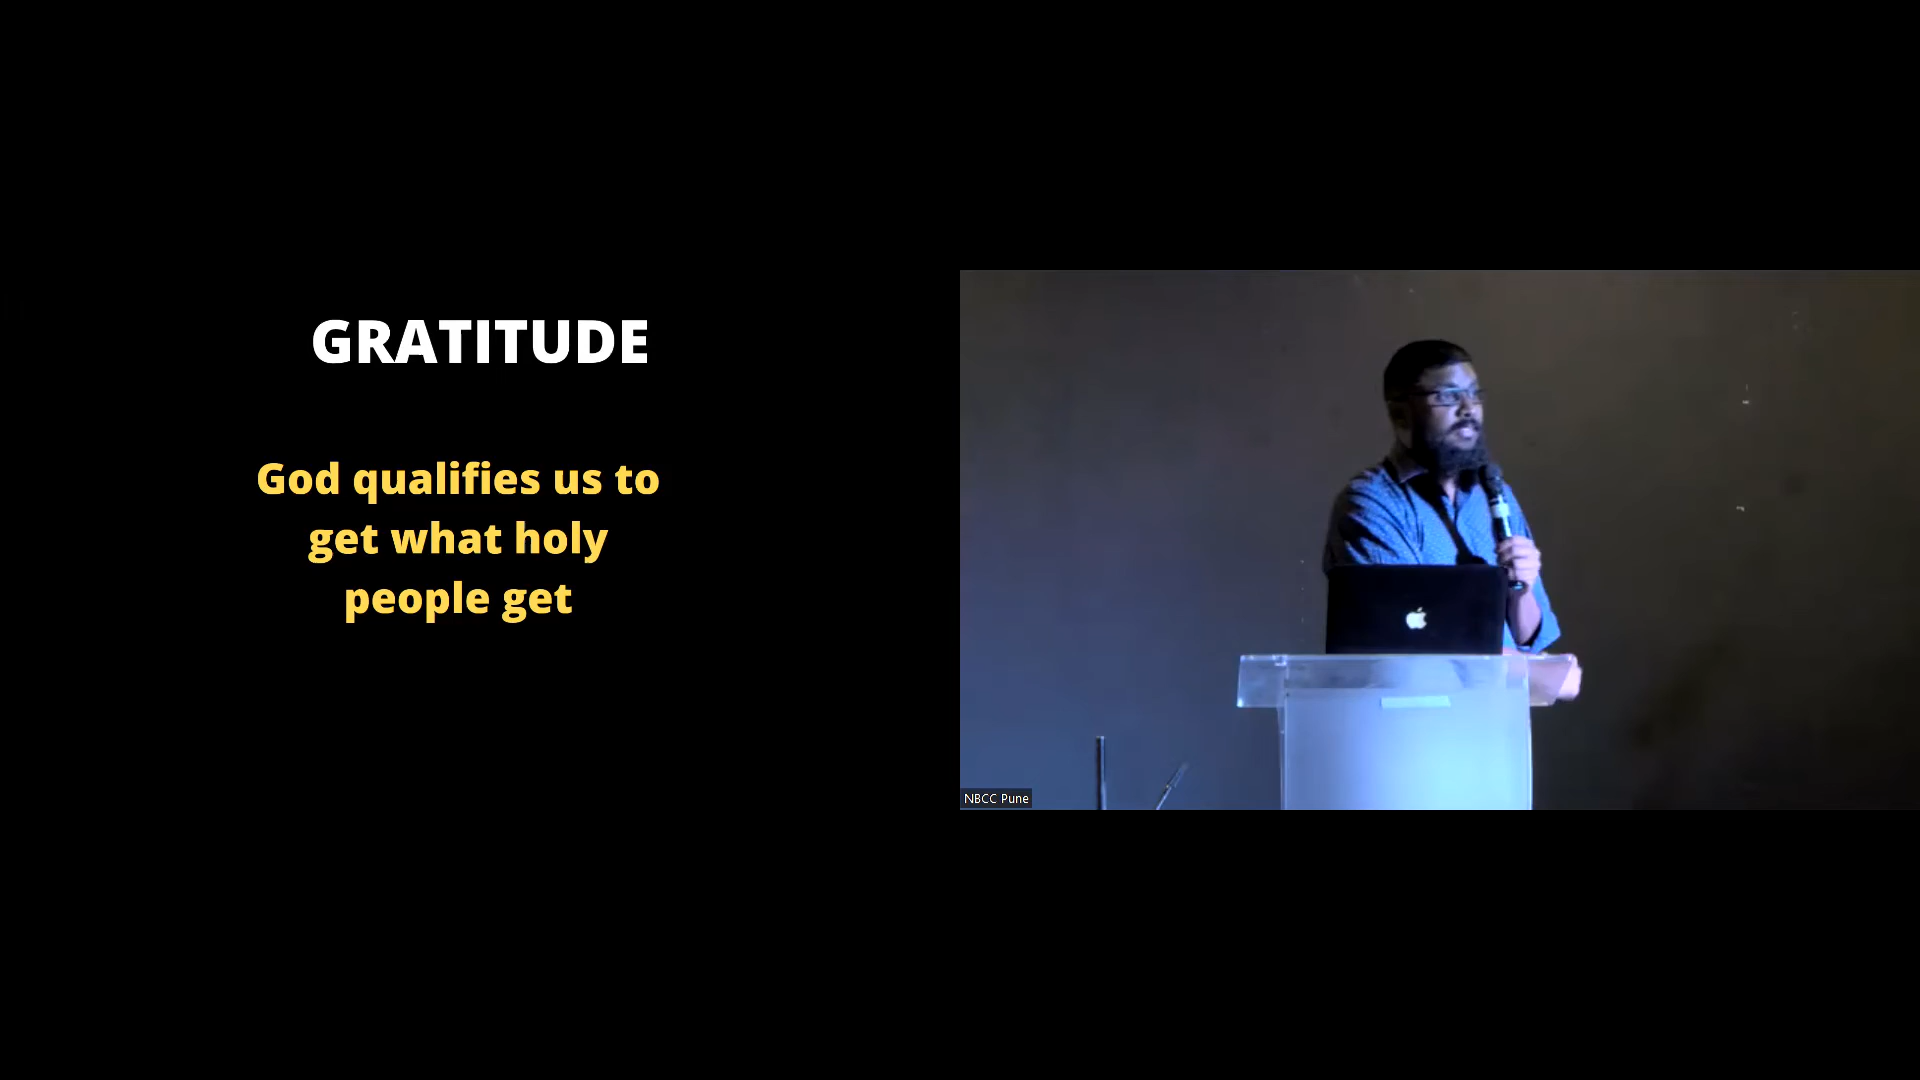 GRATITUDE
God qualifies us to
get what holy
people get
NBCC Pune